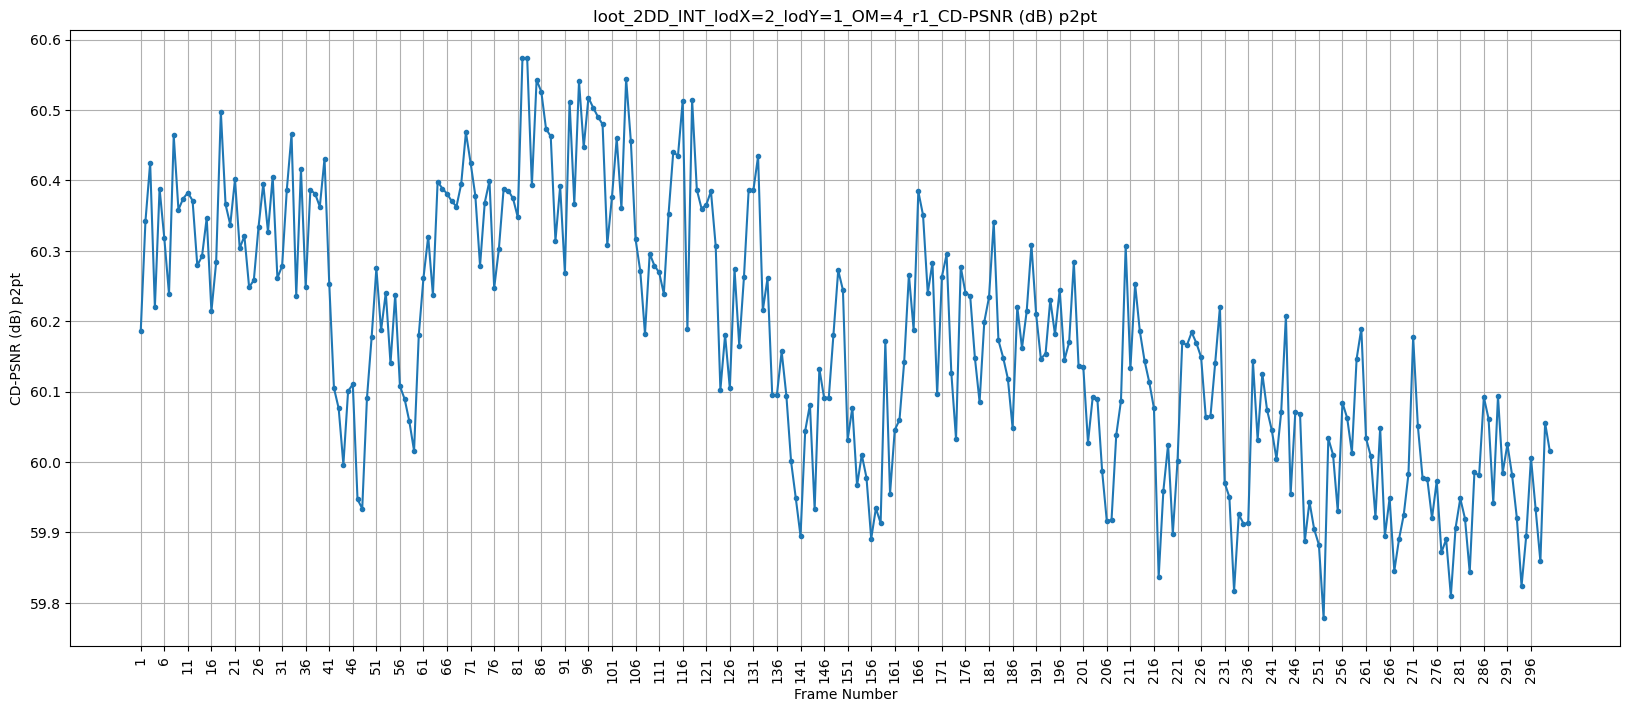 loot_2DD_INT_lodX=2_lodY=1_OM=4_r1_CD-PSNR (dB) p2pt
CD-PSNR (dB) p2pt
60.6
60.5
60.4
60.3
60.2
60.1
60.0
59.9
59.8
1 6 11 16 21 26 31 36 41 46 51 56 61 66 71 76 81 86 91 96 101 106 111 116 121 126 131 136 141 146 151 156 161 166 171 176 181 186 191 196 201 206 211 216 221 226 231 236 241 246 251 256 261 266 271 276 281 286 291 296
Frame Number